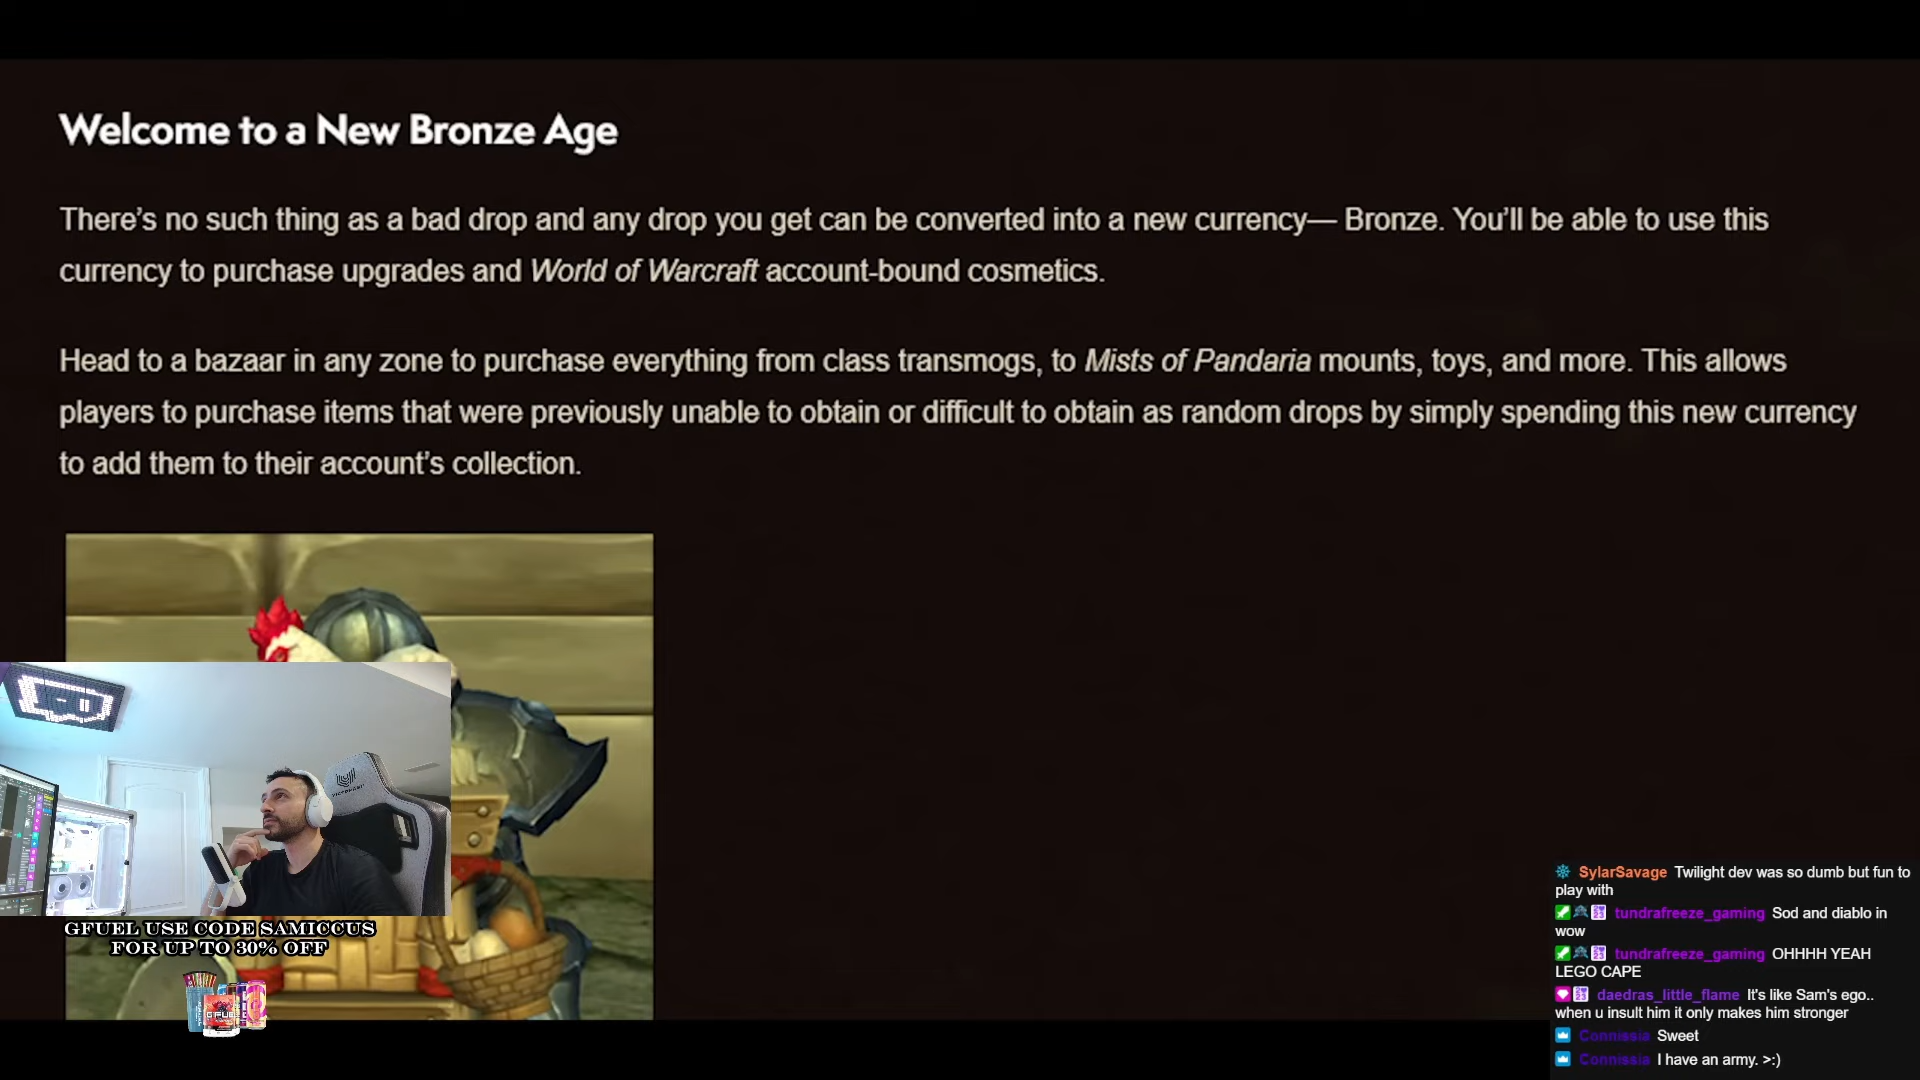 Welcome to a New Bronze Age
There’s no such thing as a bad drop and any drop you get can be converted into a new currency— Bronze. You’ll be able to use this
currency to purchase upgrades and World of Warcraft account-bound cosmetics.
Head to a bazaar in any zone to purchase everything from class transmogs, to Mists of Pandaria mounts, toys, and more. This allows
players to purchase items that were previously unable to obtain or difficult to obtain as random drops by simply spending this new currency
to add them to their account’s collection.
GFUEL USE CODE SAMICCUS
FOR UP TO 30% OFF
GFUEL
SylarSavage Twilight dev was so dumb but fun to
play with
tundrafreeze_gaming Sod and diablo in
wow
tundrafreeze_gaming OHHHH YEAH
LEGO CAPE
daedras_little_flame It's like Sam's ego..
when u insult him it only makes him stronger
Connissia Sweet
Connissia I have an army. >:)